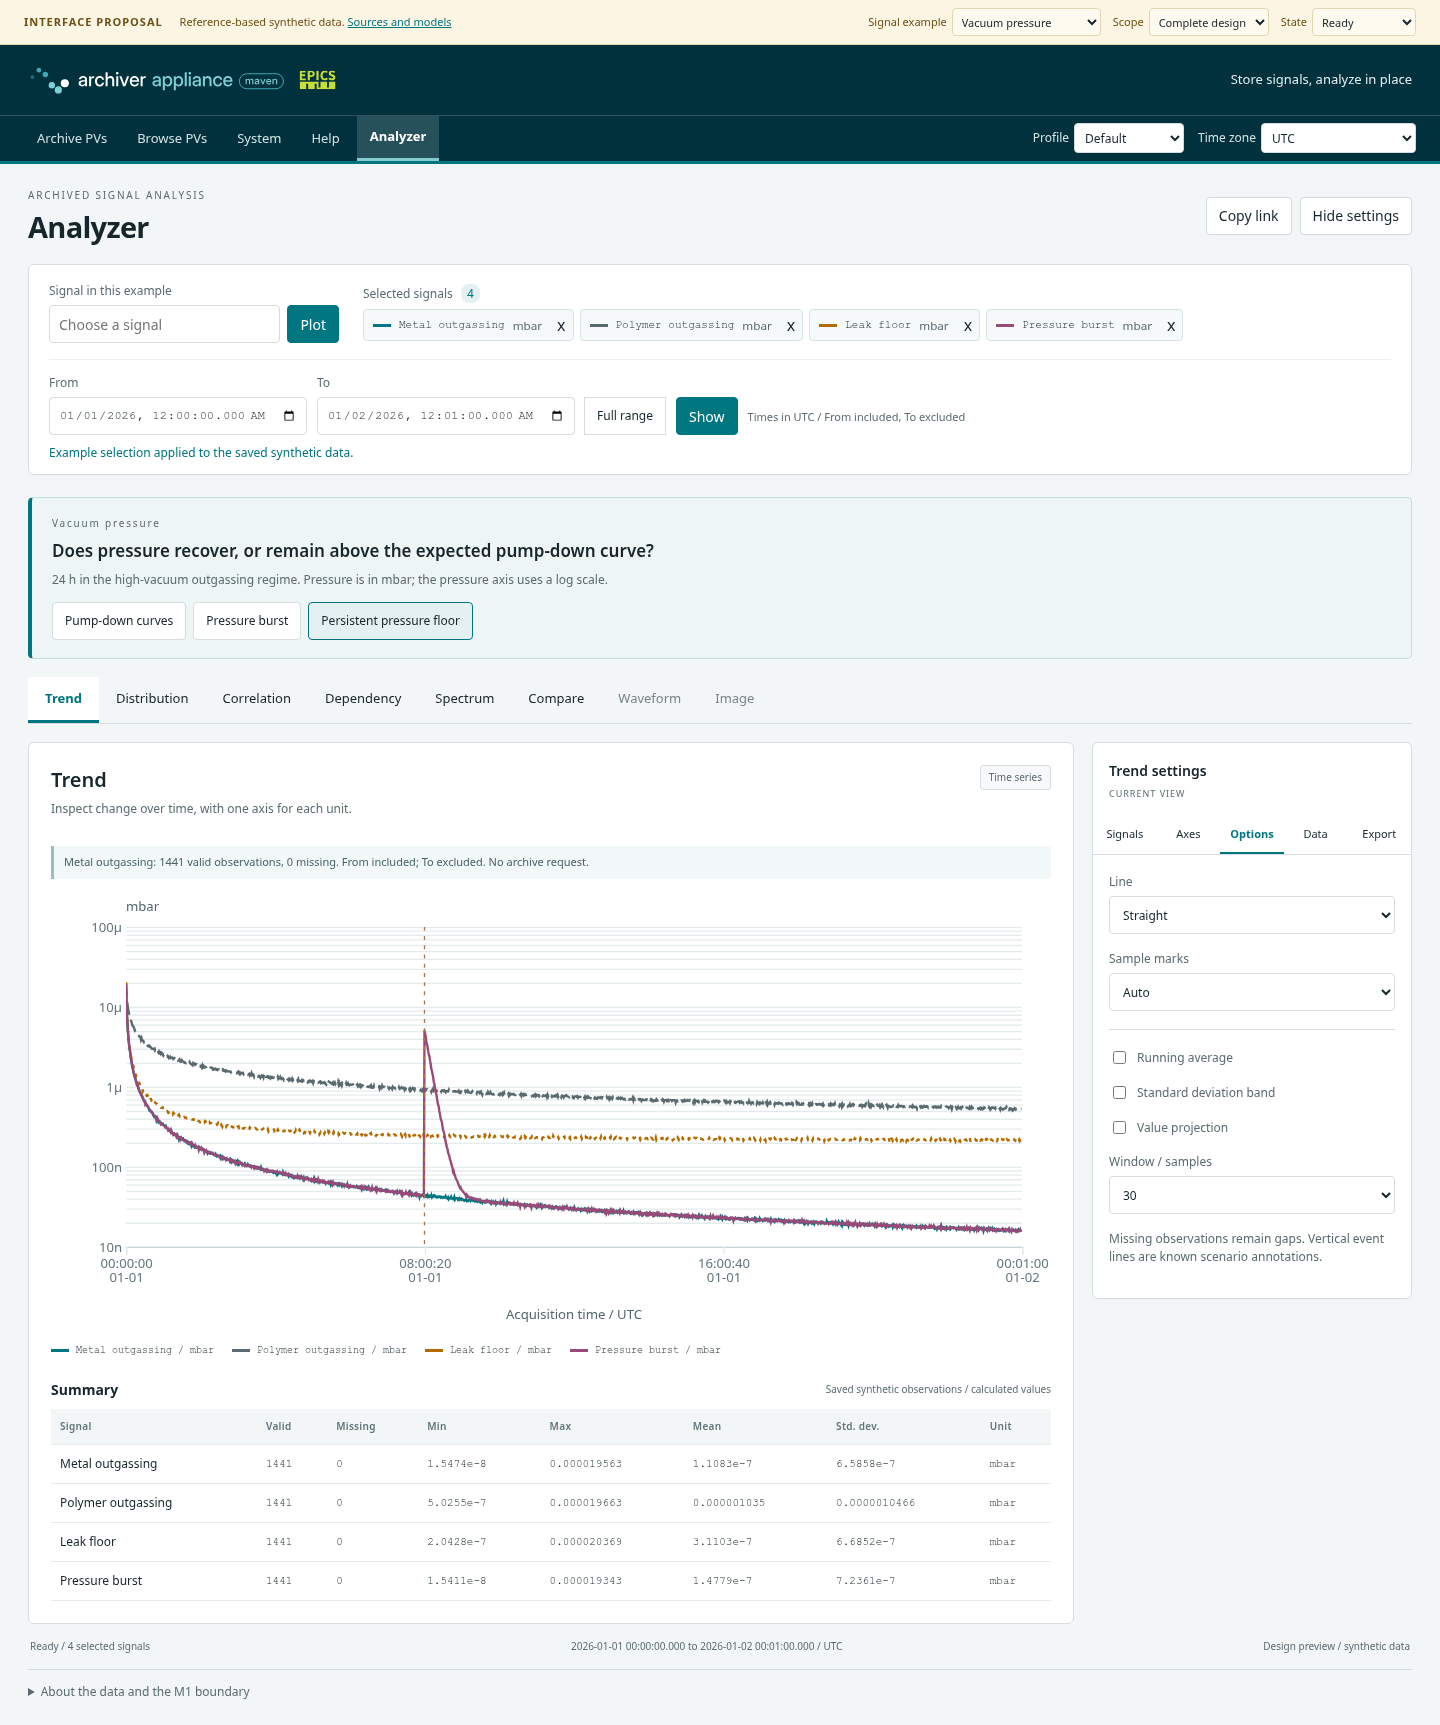 INTERFACE PROPOSAL Reference-based synthetic data. Sources and models Signal example Vacuum pressure Scope Complete design State Ready
archiver appliance maven EPICS Store signals, analyze in place
Archive PVs Browse PVs System Help Analyzer Profile Default Time zone UTC
ARCHIVED SIGNAL ANALYSIS
Analyzer
Copy link Hide settings
Signal in this example Selected signals 4
Choose a signal Plot Metal outgassing mbar X Polymer outgassing mbar X Leak floor mbar X Pressure burst mbar X
From To
01/01/2026, 12:00:00.000 AM 01/02/2026, 12:01:00.000 AM Full range Show Times in UTC / From included, To excluded
Example selection applied to the saved synthetic data.
Vacuum pressure
Does pressure recover, or remain above the expected pump-down curve?
24 h in the high-vacuum outgassing regime. Pressure is in mbar; the pressure axis uses a log scale.
Pump-down curves Pressure burst Persistent pressure floor
Trend Distribution Correlation Dependency Spectrum Compare Waveform Image
Trend
Time series
Inspect change over time, with one axis for each unit.
Metal outgassing: 1441 valid observations, 0 missing. From included; To excluded. No archive request.
mbar
100µ
10µ
1µ
100n
10n
00:00:00 08:00:20 16:00:40 00:01:00
01-01 01-01 01-01 01-02
Acquisition time / UTC
Metal outgassing / mbar Polymer outgassing / mbar Leak floor / mbar Pressure burst / mbar
Summary Saved synthetic observations / calculated values
Signal Valid Missing Min Max Mean Std. dev. Unit
Metal outgassing 1441 0 1.5474e-8 0.000019563 1.1083e-7 6.5858e-7 mbar
Polymer outgassing 1441 0 5.0255e-7 0.000019663 0.000001035 0.0000010466 mbar
Leak floor 1441 0 2.0428e-7 0.000020369 3.1103e-7 6.6852e-7 mbar
Pressure burst 1441 0 1.5411e-8 0.000019343 1.4779e-7 7.2361e-7 mbar
Trend settings
CURRENT VIEW
Signals Axes Options Data Export
Line
Straight
Sample marks
Auto
Running average
Standard deviation band
Value projection
Window / samples
30
Missing observations remain gaps. Vertical event
lines are known scenario annotations.
Ready / 4 selected signals 2026-01-01 00:00:00.000 to 2026-01-02 00:01:00.000 / UTC Design preview / synthetic data
About the data and the M1 boundary